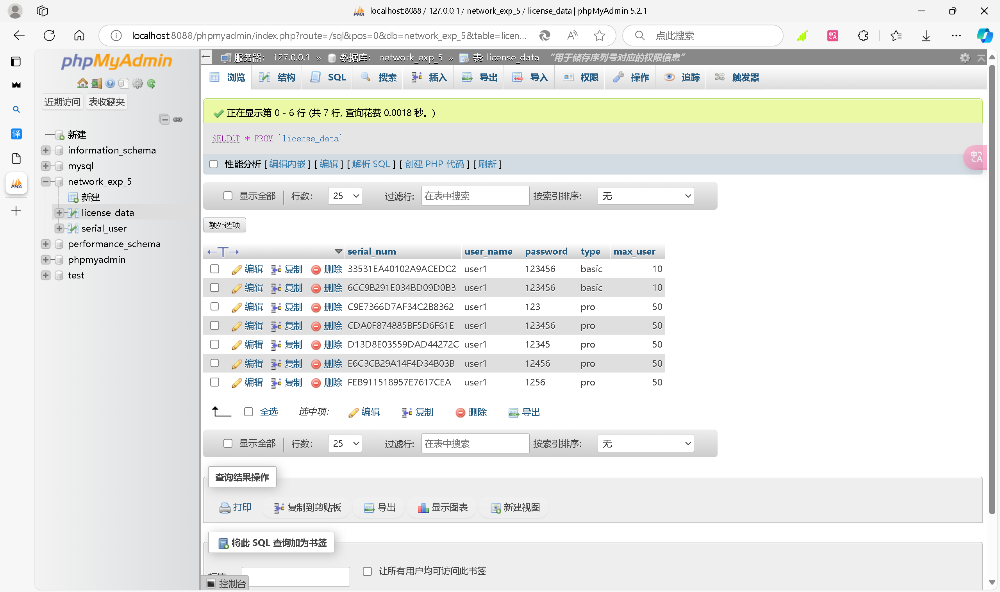 localhost:8088 / 127.0.0.1 / network_exp_5 / license_data | phpMyAdmin 5.2.1
localhost:8088/phpmyadmin/index.php?route=/sql&pos=0&db=network_exp_5&table=licen...
点此搜索
phpMyAdmin
近期访问 表收藏夹
新建
information_schema
mysql
network_exp_5
新建
license_data
serial_user
performance_schema
phpmyadmin
test
译
PMA
服务器: 127.0.0.1 » 数据库: network_exp_5 » 表: license_data “用于储存序列号对应的权限信息”
浏览 结构 SQL 搜索 插入 导出 导入 权限 操作 追踪 触发器
正在显示第 0 - 6 行 (共 7 行, 查询花费 0.0018 秒。)
SELECT * FROM `license_data`
性能分析 [ 编辑内嵌 ] [ 编辑 ] [ 解析 SQL ] [ 创建 PHP 代码 ] [ 刷新 ]
中A
显示全部 行数: 25 过滤行: 在表中搜索 按索引排序: 无
额外选项
←T→ serial_num user_name password type max_user
编辑 复制 删除 33531EA40102A9ACEDC2 user1 123456 basic 10
编辑 复制 删除 6CC9B291E034BD09D0B3 user1 123456 basic 10
编辑 复制 删除 C9E7366D7AF34C2B8362 user1 123 pro 50
编辑 复制 删除 CDA0F874885BF5D6F61E user1 123456 pro 50
编辑 复制 删除 D13D8E03559DAD44272C user1 12345 pro 50
编辑 复制 删除 E6C3CB29A14F4D34B03B user1 12456 pro 50
编辑 复制 删除 FEB911518957E7617CEA user1 1256 pro 50
全选 选中项: 编辑 复制 删除 导出
显示全部 行数: 25 过滤行: 在表中搜索 按索引排序: 无
查询结果操作
打印 复制到剪贴板 导出 显示图表 新建视图
将此 SQL 查询加为书签
让所有用户均可访问此书签
控制台